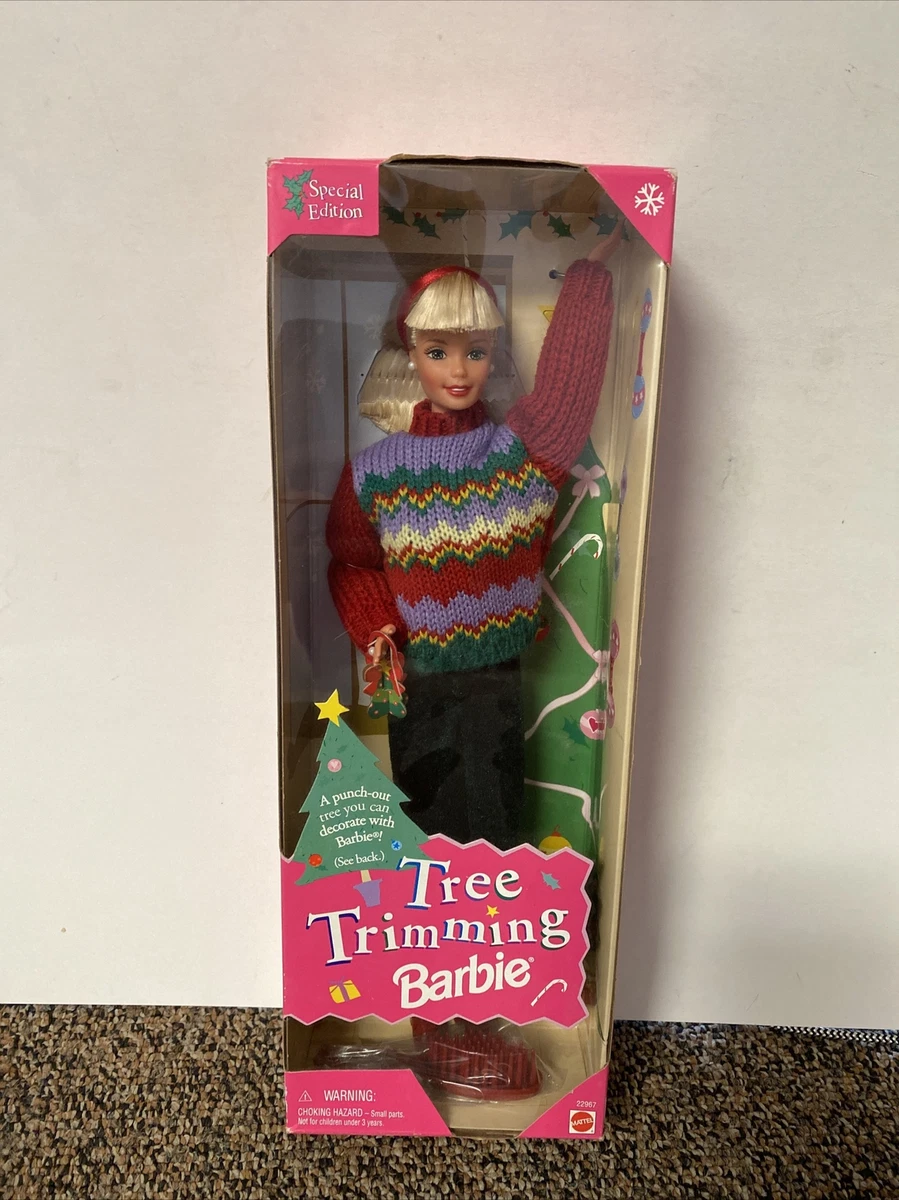 Special
Edition
A punch-out
tree you can
decorate with
Barbie®!
(See back.)
Tree
Trimming
Barbie®
⚠ WARNING:
CHOKING HAZARD – Small parts.
Not for children under 3 years.
22967
MATTEL